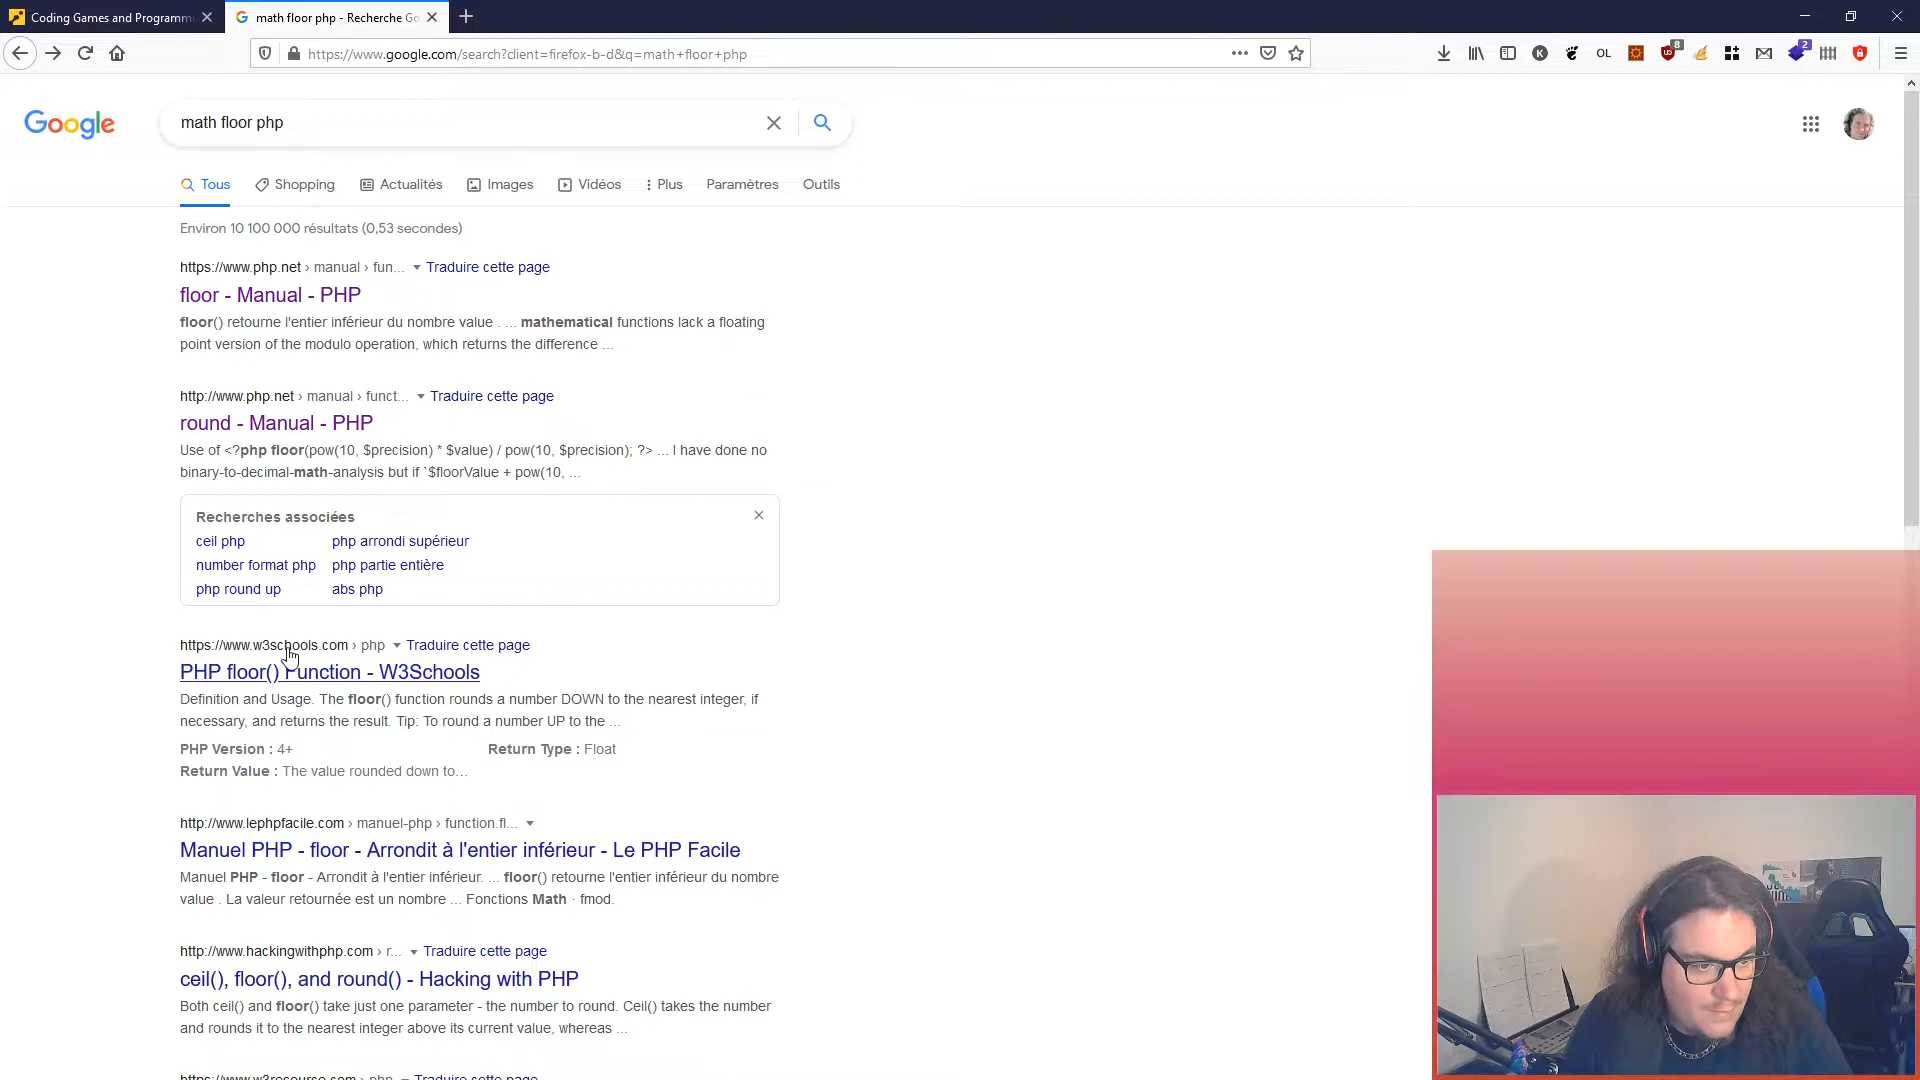 Coding Games and Programm
math floor php - Recherche Go
https://www.google.com/search?client=firefox-b-d&q=math+floor+php
OL
8
2
Google
math floor php
Tous
Shopping
Actualités
Images
Vidéos
Plus
Paramètres
Outils
Environ 10 100 000 résultats (0,53 secondes)
https://www.php.net › manual › fun... Traduire cette page
floor - Manual - PHP
floor() retourne l'entier inférieur du nombre value . ... mathematical functions lack a floating
point version of the modulo operation, which returns the difference ...
http://www.php.net › manual › funct... Traduire cette page
round - Manual - PHP
Use of <?php floor(pow(10, $precision) * $value) / pow(10, $precision); ?> ... I have done no
binary-to-decimal-math-analysis but if `$floorValue + pow(10, ...
Recherches associées
ceil php
php arrondi supérieur
number format php
php partie entière
php round up
abs php
https://www.w3schools.com › php Traduire cette page
PHP floor() Function - W3Schools
Definition and Usage. The floor() function rounds a number DOWN to the nearest integer, if
necessary, and returns the result. Tip: To round a number UP to the ...
PHP Version : 4+
Return Type : Float
Return Value : The value rounded down to...
http://www.lephpfacile.com › manuel-php › function.fl...
Manuel PHP - floor - Arrondit à l'entier inférieur - Le PHP Facile
Manuel PHP - floor - Arrondit à l'entier inférieur. ... floor() retourne l'entier inférieur du nombre
value . La valeur retournée est un nombre ... Fonctions Math · fmod.
http://www.hackingwithphp.com › r... Traduire cette page
ceil(), floor(), and round() - Hacking with PHP
Both ceil() and floor() take just one parameter - the number to round. Ceil() takes the number
and rounds it to the nearest integer above its current value, whereas ...
https://www.w3resource.com › php Traduire cette page